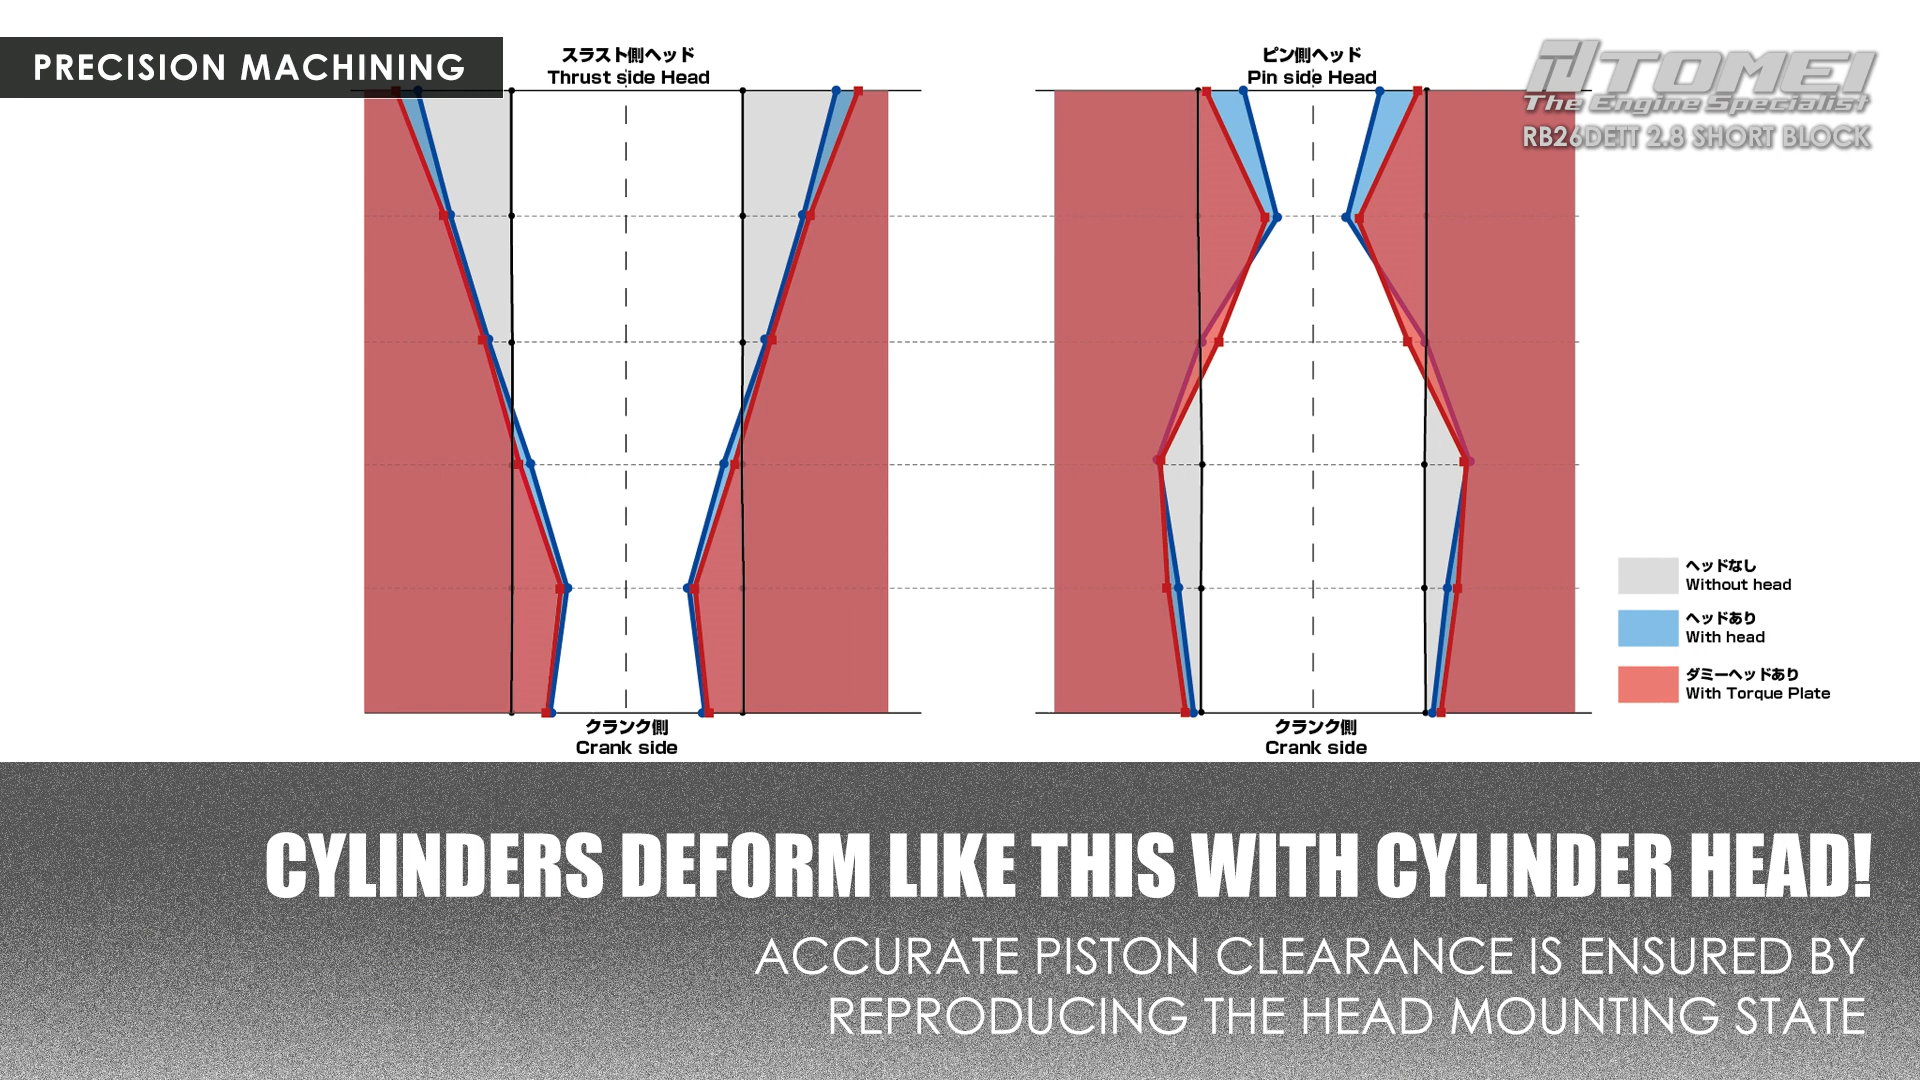 PRECISION MACHINING
スラスト側ヘッド
Thrust side Head
ピン側ヘッド
Pin side Head
TOMEI
The Engine Specialist
RB26DETT 2.8 SHORT BLOCK
ヘッドなし
Without head
ヘッドあり
With head
ダミーヘッドあり
With Torque Plate
クランク側
Crank side
クランク側
Crank side
CYLINDERS DEFORM LIKE THIS WITH CYLINDER HEAD!
ACCURATE PISTON CLEARANCE IS ENSURED BY
REPRODUCING THE HEAD MOUNTING STATE